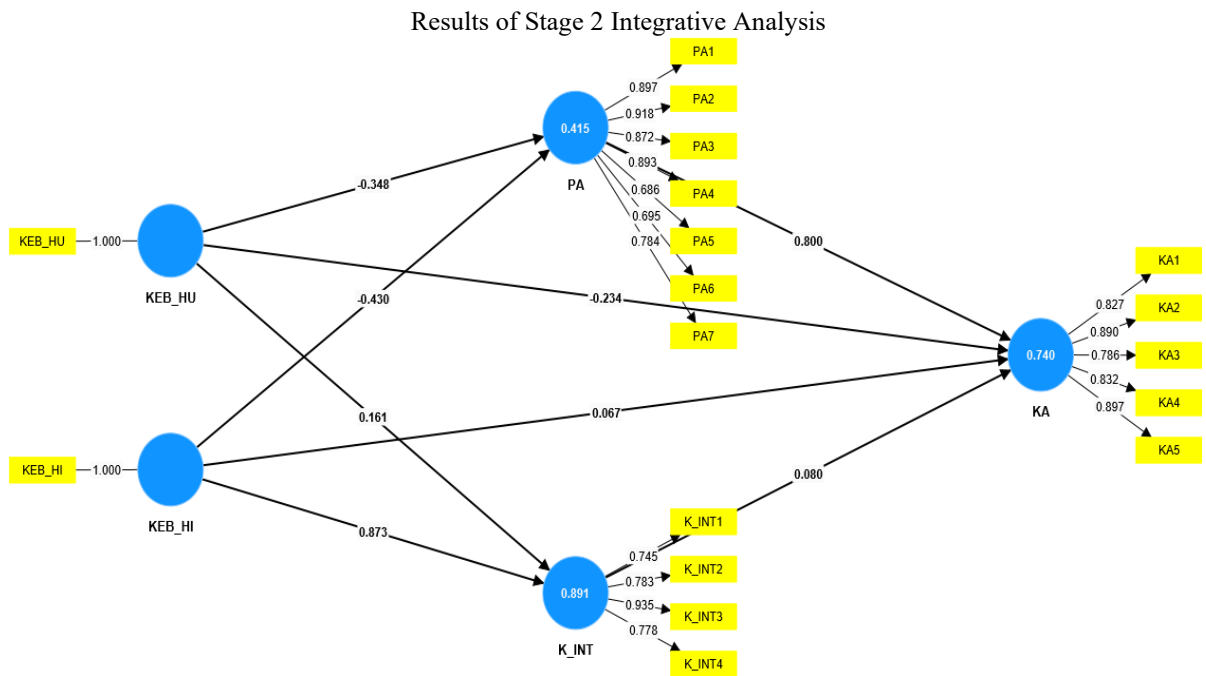 Results of Stage 2 Integrative Analysis
PA1
0.897
PA2
0.918
0.415
0.872
PA3
0.893
PA
-0.348
0.686
PA4
0.695
KEB_HU
1.000
0.784
PA5
0.800
KA1
KEB_HU
-0.430
-0.234
PA6
0.827
KA2
0.890
PA7
0.740
0.786
KA3
0.832
KA4
KA
0.897
0.161
0.067
KA5
KEB_HI
1.000
0.080
KEB_HI
0.873
K_INT1
0.745
K_INT2
0.783
0.891
0.935
K_INT3
0.778
K_INT
K_INT4